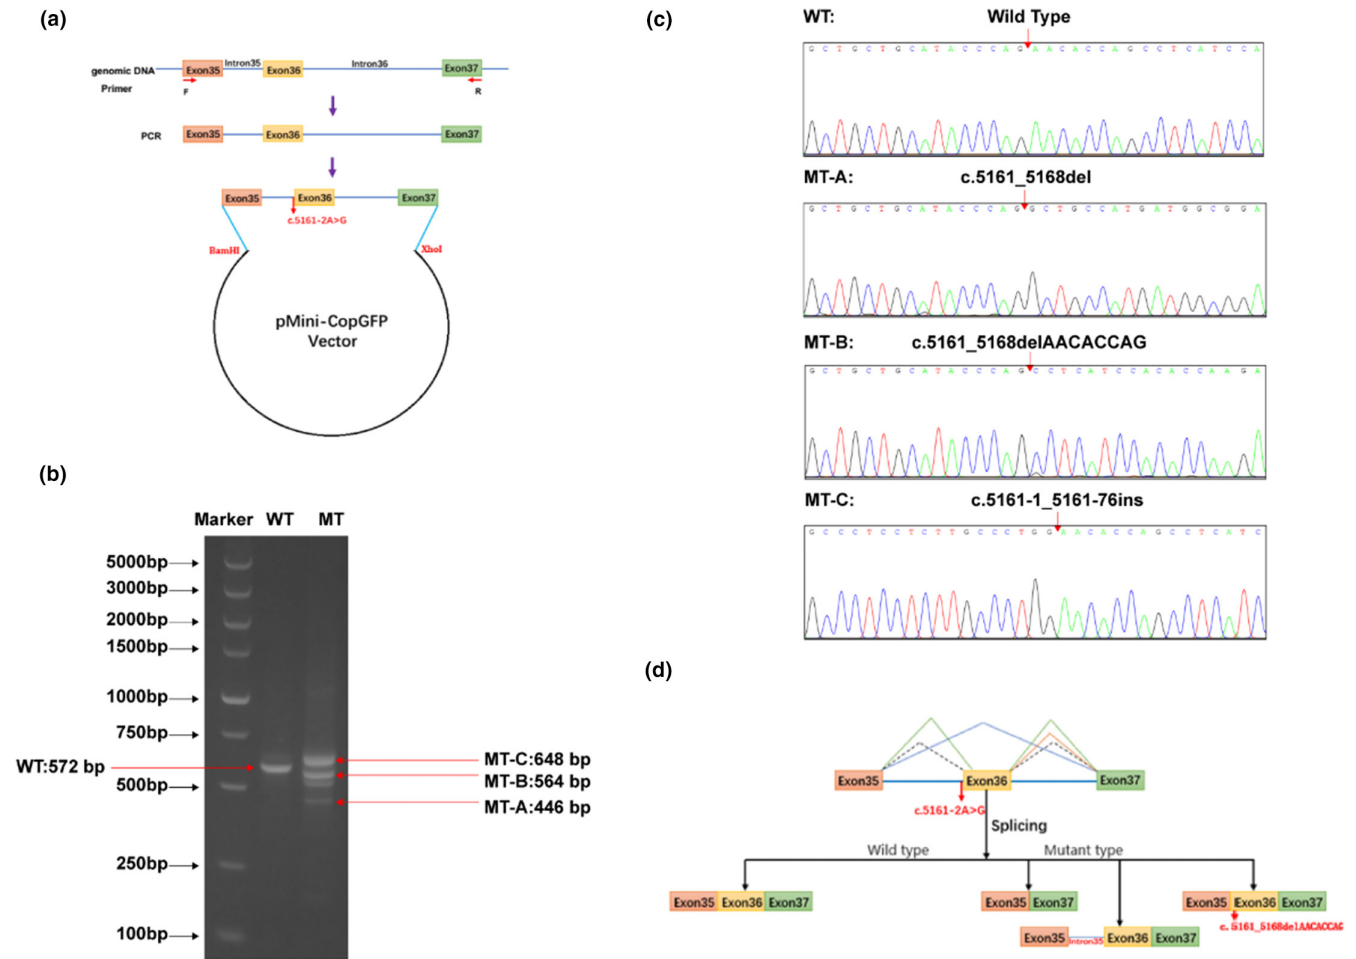 (a)
genomic DNA Exon35 Intron35 Exon36 Intron36 Exon37
Primer F R
PCR Exon35 Exon36 Exon37
Exon35 Exon36 Exon37
c.5161-2A>G
BamHI XhoI
pMini-CopGFP
Vector
(b)
Marker WT MT
5000bp
3000bp
2000bp
1500bp
1000bp
750bp
WT:572 bp
500bp
250bp
100bp
MT-C:648 bp
MT-B:564 bp
MT-A:446 bp
(c)
WT: Wild Type
G C T G C T G C A T A C C C A G A A C A C C A G C C T C A T C C A
MT-A: c.5161_5168del
G C T G C T G C A T A C C C A G G C T G C C A T G A T G G C G G A
MT-B: c.5161_5168delAACACCAG
G C T G C T G C A T A C C C A G C C T C A T C C A C A C C A A G A
MT-C: c.5161-1_5161-76ins
G C C C T C C T C T T G C C C T G G A A C A C C A G C C T C A T C
(d)
Exon35 Exon36 Exon37
c.5161-2A>G
Splicing
Wild type Mutant type
Exon35 Exon36 Exon37 Exon35 Exon37 Exon35 Exon36 Exon37
c.5161_5168delAACACCAG
Exon35 Intron35 Exon36 Exon37